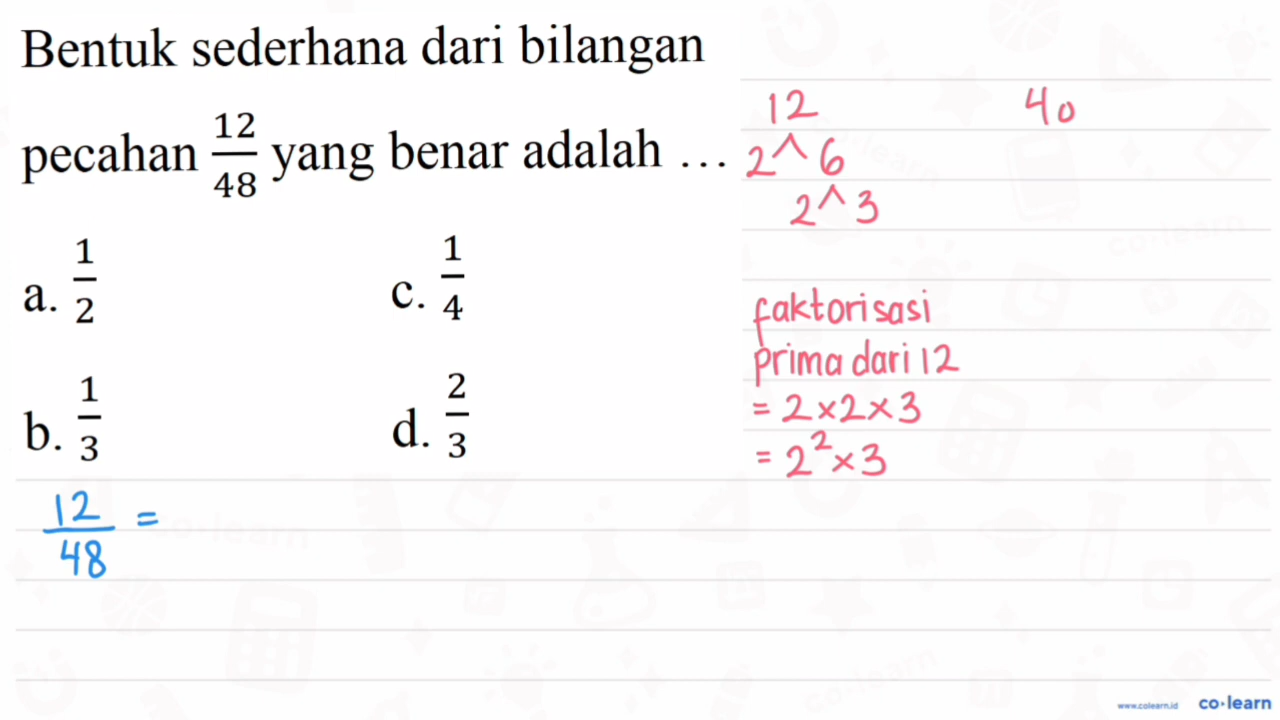 Bentuk sederhana dari bilangan
pecahan 12/48 yang benar adalah ...
a. 1/2
c. 1/4
b. 1/3
d. 2/3
12/48 =
12
2 6
2 3
faktorisasi
prima dari 12
= 2 × 2 × 3
= 2² × 3
40
www.colearn.id co·learn